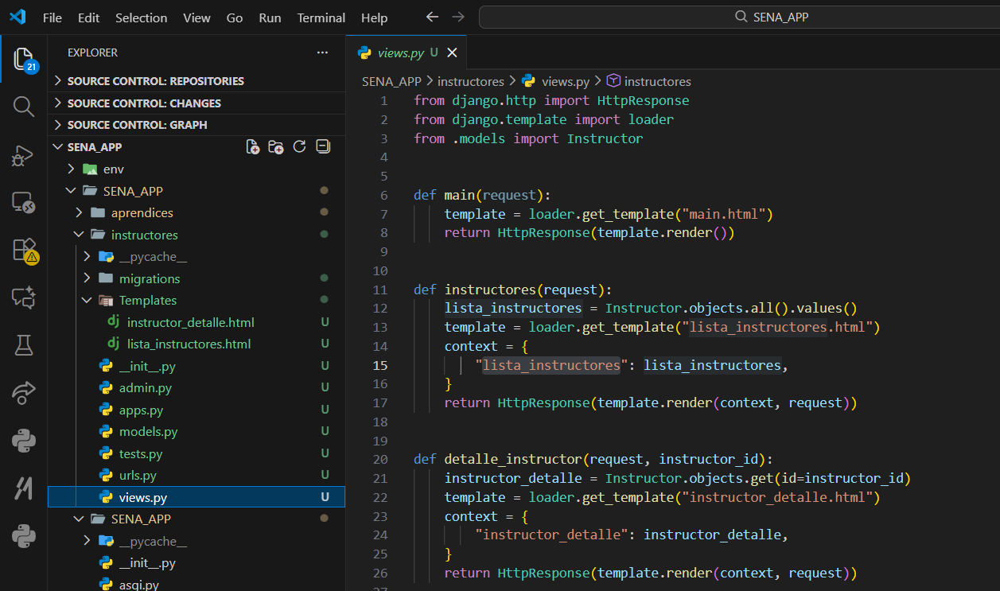 File Edit Selection View Go Run Terminal Help
SENA_APP
21
EXPLORER
SOURCE CONTROL: REPOSITORIES
SOURCE CONTROL: CHANGES
SOURCE CONTROL: GRAPH
SENA_APP
env
SENA_APP
aprendices
instructores
__pycache__
migrations
Templates
dj instructor_detalle.html U
dj lista_instructores.html U
__init__.py U
admin.py U
apps.py U
models.py U
tests.py U
urls.py U
views.py U
SENA_APP
__pycache__
__init__.py
asgi.py
views.py U
SENA_APP > instructores > views.py > instructores
1 from django.http import HttpResponse
2 from django.template import loader
3 from .models import Instructor
4
5
6 def main(request):
7     template = loader.get_template("main.html")
8     return HttpResponse(template.render())
9
10
11 def instructores(request):
12     lista_instructores = Instructor.objects.all().values()
13     template = loader.get_template("lista_instructores.html")
14     context = {
15         "lista_instructores": lista_instructores,
16     }
17     return HttpResponse(template.render(context, request))
18
19
20 def detalle_instructor(request, instructor_id):
21     instructor_detalle = Instructor.objects.get(id=instructor_id)
22     template = loader.get_template("instructor_detalle.html")
23     context = {
24         "instructor_detalle": instructor_detalle,
25     }
26     return HttpResponse(template.render(context, request))
27